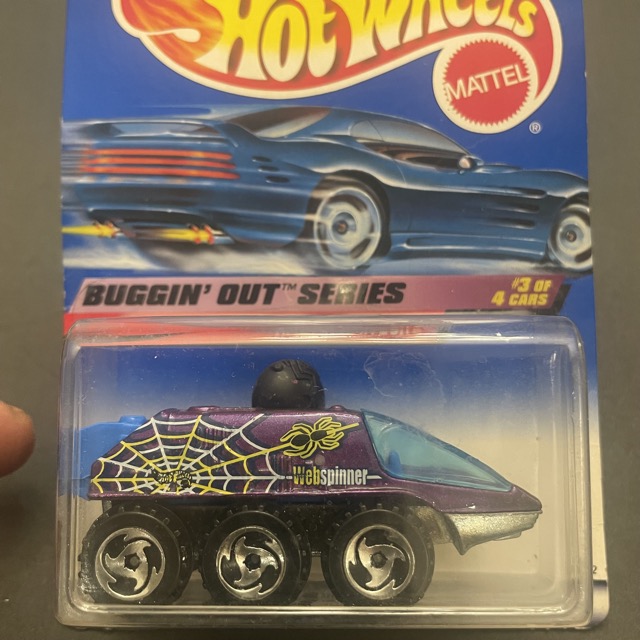 HOT WHEELS
MATTEL
®
BUGGIN' OUT™ SERIES
#3 OF
4 CARS
Webspinner